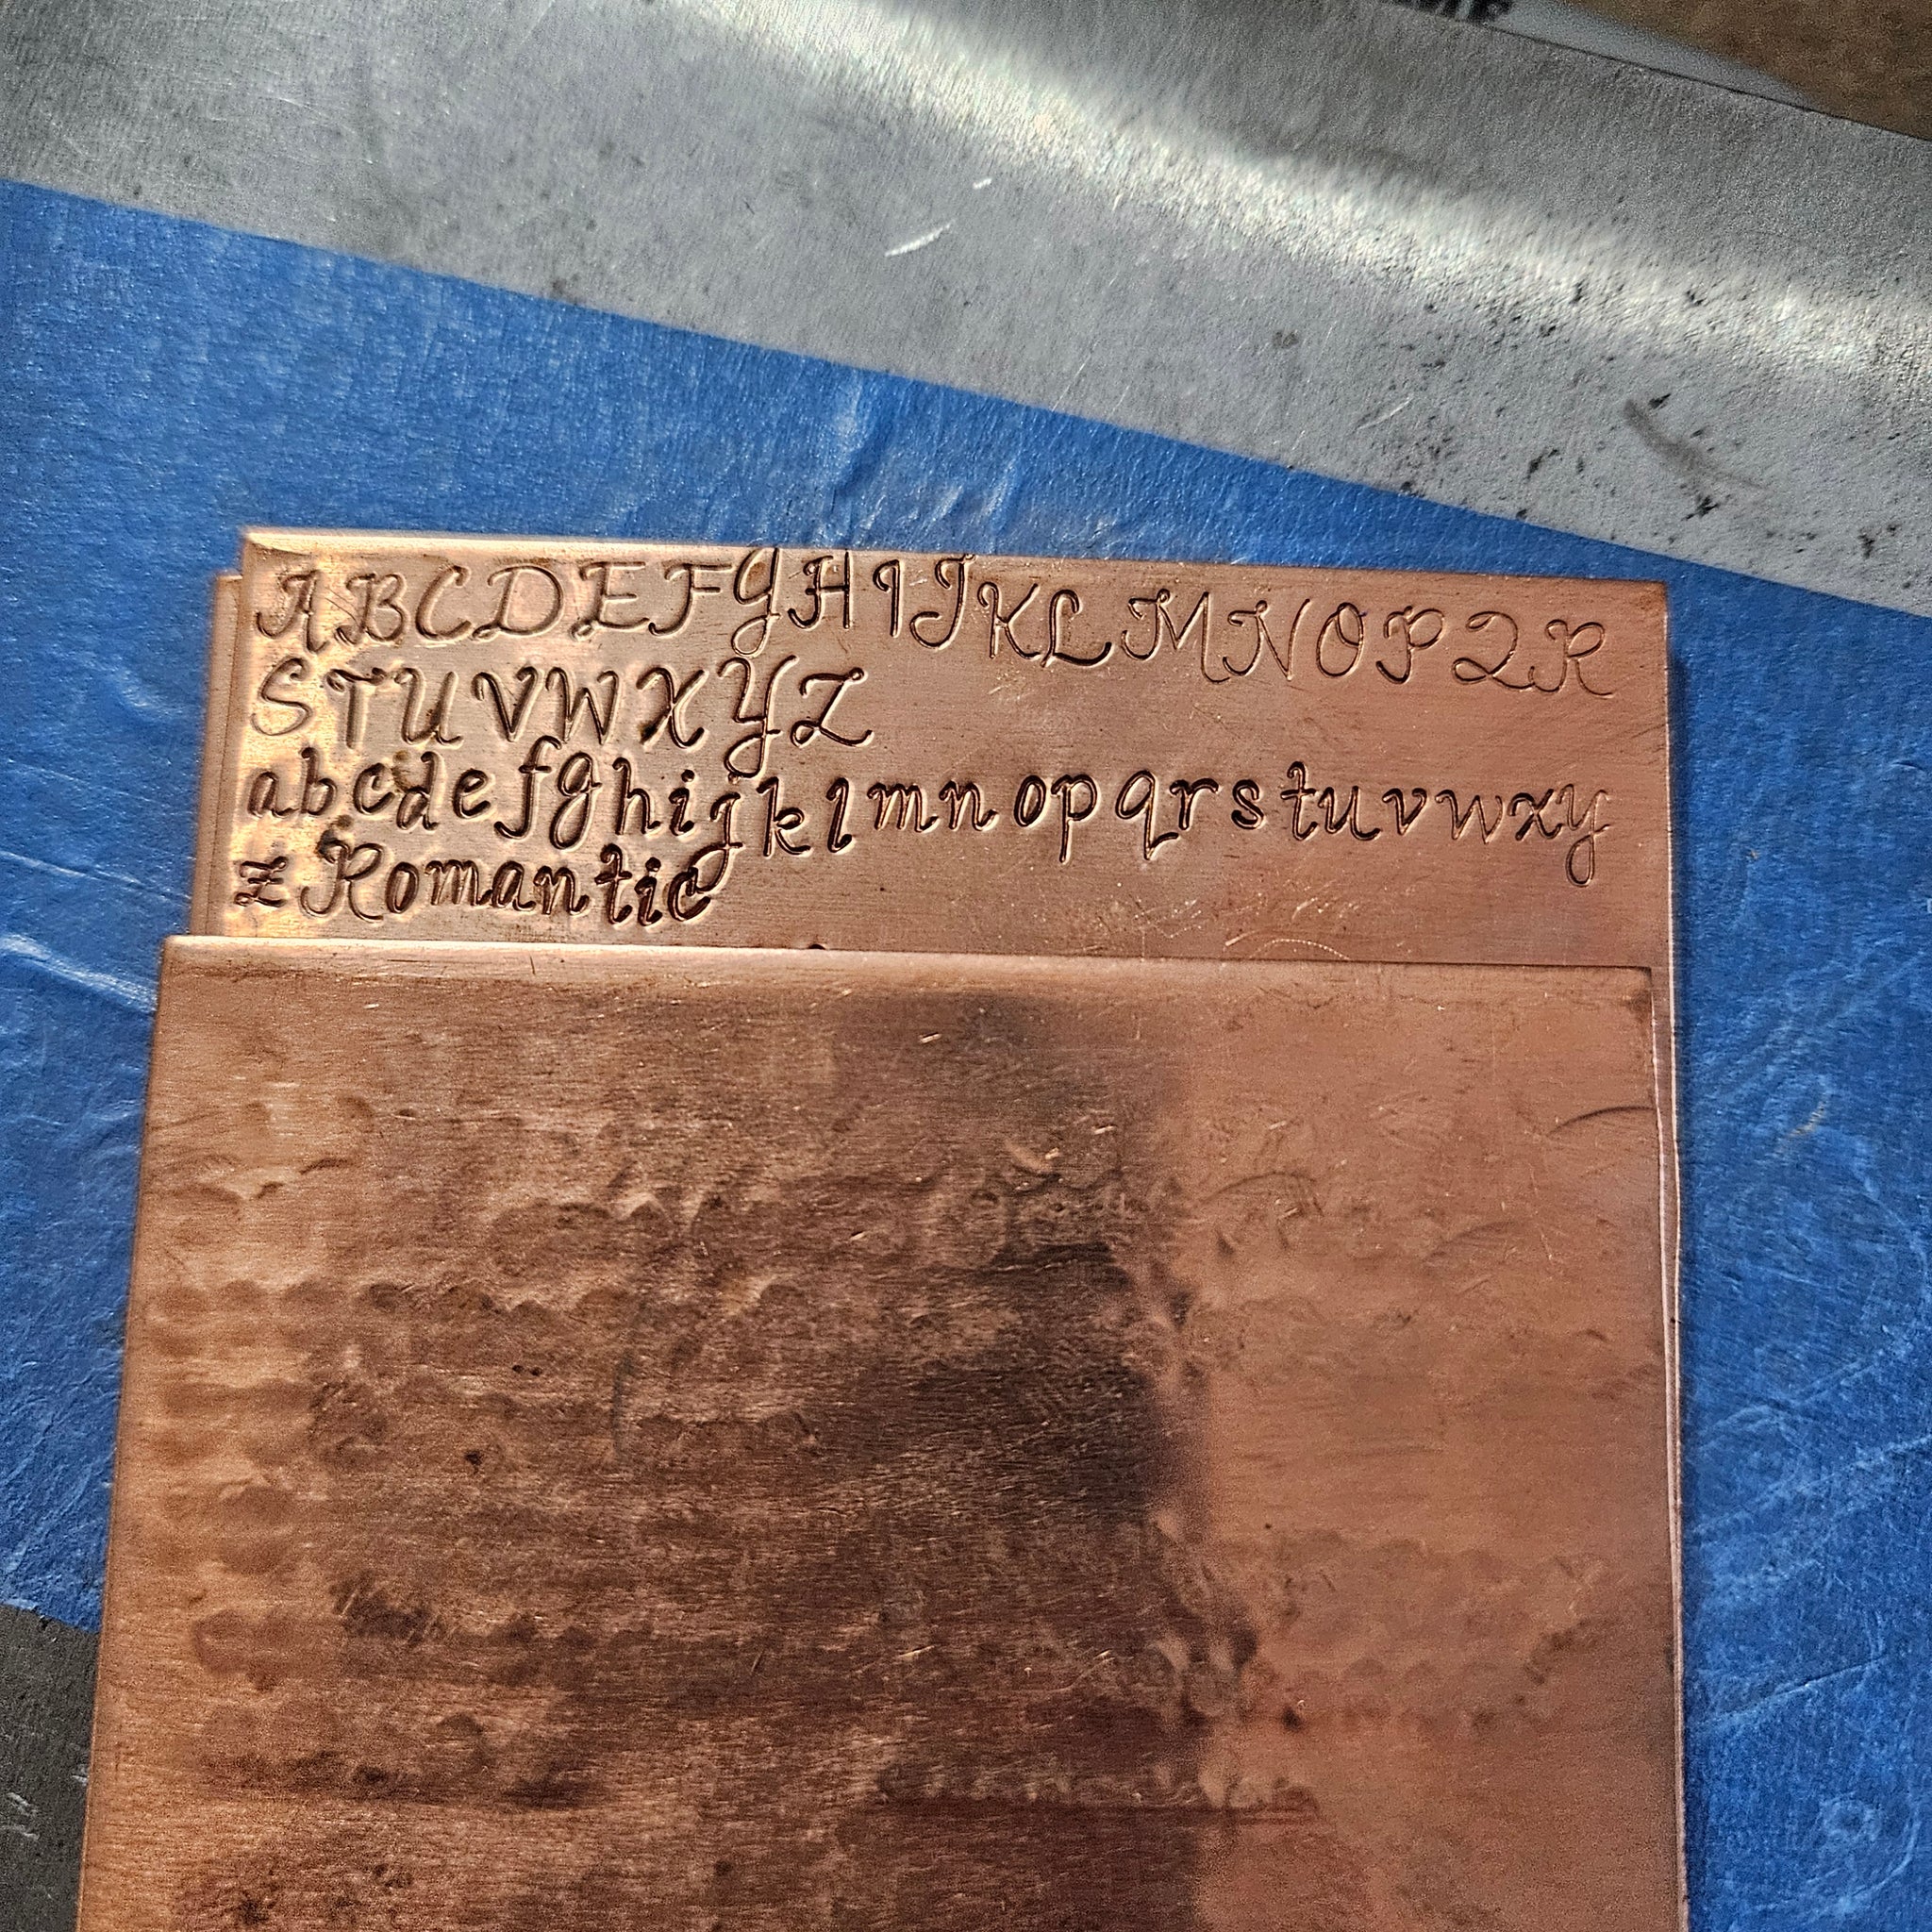 ABCDEFGHIJKLMNOPQR
STUVWXYZ
abcdefghijklmnopqrstuvwxy
z Romantic